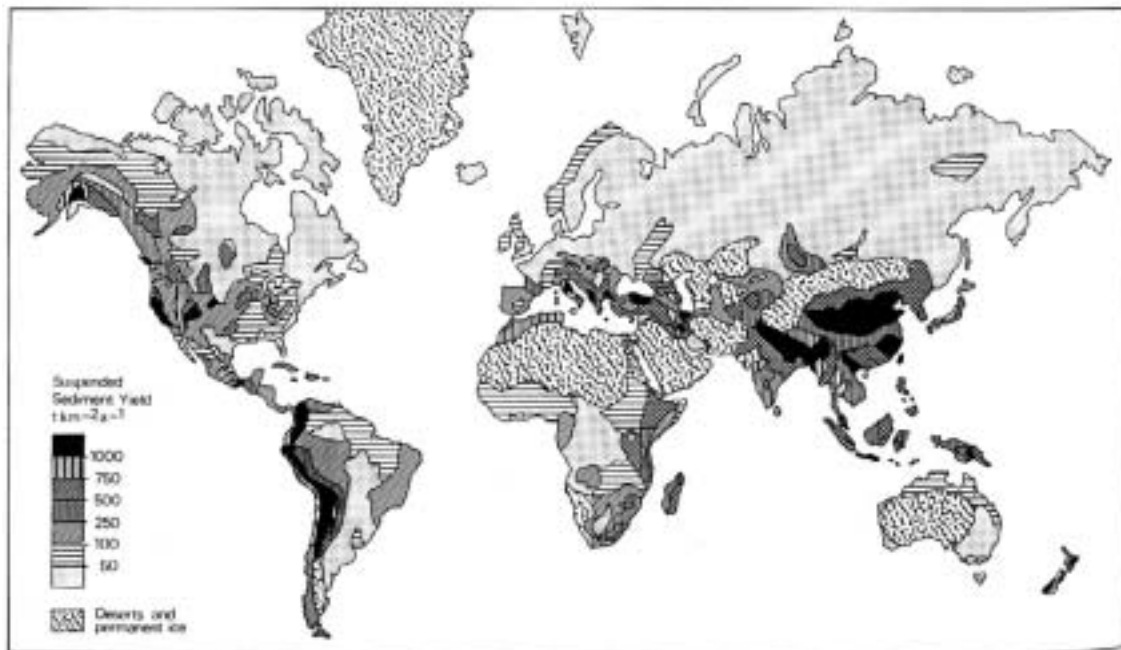 Suspended
Sediment Yield
t km−2 a−1
1000
750
500
250
100
50
Deserts and
permanent ice